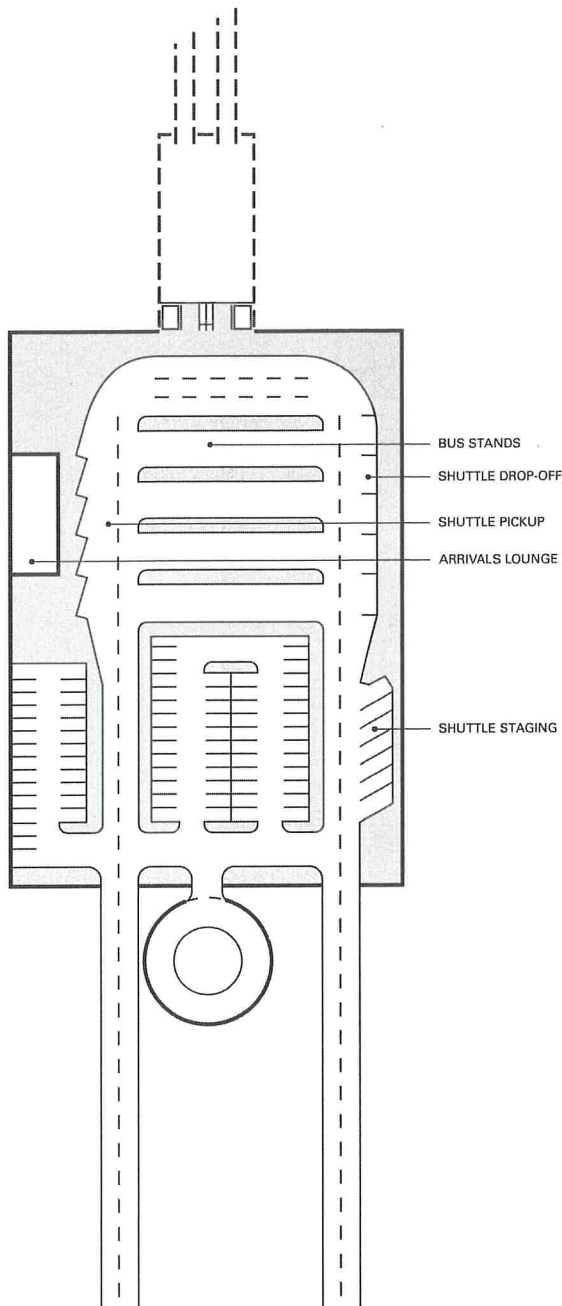 BUS STANDS
SHUTTLE DROP-OFF
SHUTTLE PICKUP
ARRIVALS LOUNGE
SHUTTLE STAGING